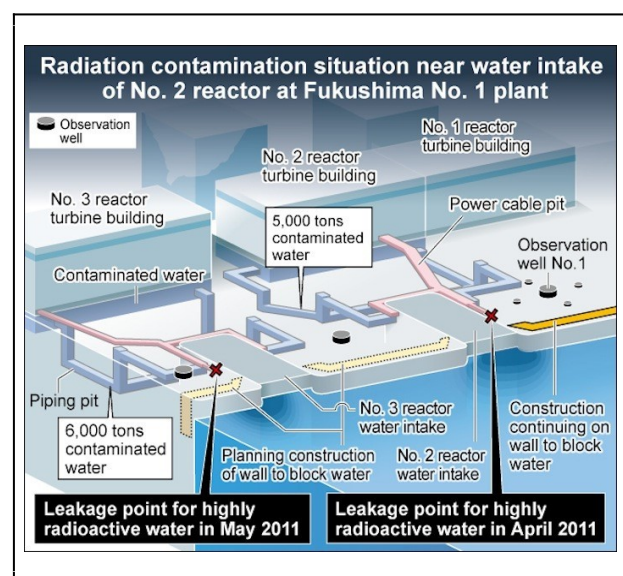 Radiation contamination situation near water intake
of No. 2 reactor at Fukushima No. 1 plant
Observation
well
No. 1 reactor
turbine building
No. 2 reactor
turbine building
No. 3 reactor
turbine building
Power cable pit
5,000 tons
contaminated
water
Observation
well No.1
Contaminated water
Piping pit
6,000 tons
contaminated
water
No. 3 reactor
water intake
Planning construction
of wall to block water
No. 2 reactor
water intake
Construction
continuing on
wall to block
water
Leakage point for highly
radioactive water in May 2011
Leakage point for highly
radioactive water in April 2011